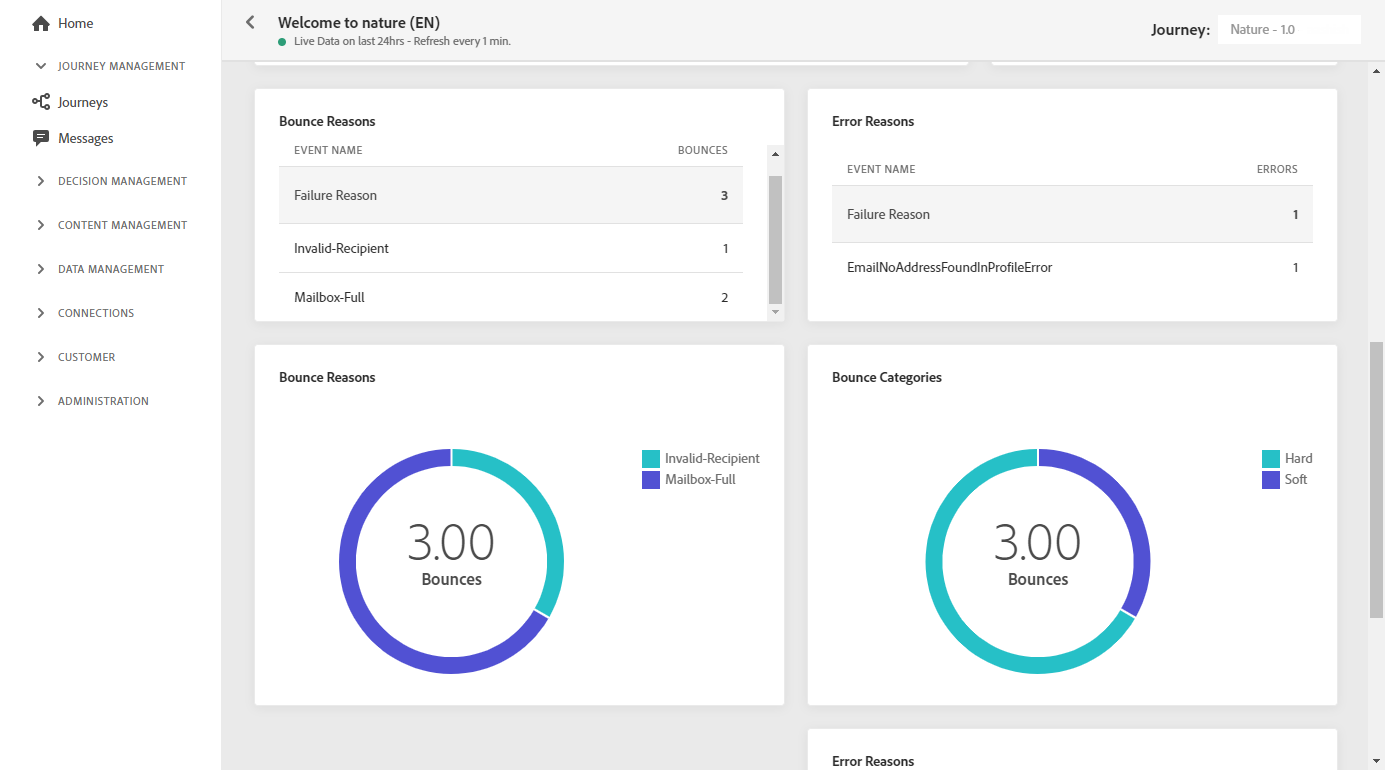 Home
JOURNEY MANAGEMENT
Journeys
Messages
DECISION MANAGEMENT
CONTENT MANAGEMENT
DATA MANAGEMENT
CONNECTIONS
CUSTOMER
ADMINISTRATION
Welcome to nature (EN)
Live Data on last 24hrs - Refresh every 1 min.
Journey: Nature - 1.0
Bounce Reasons
EVENT NAME BOUNCES
Failure Reason 3
Invalid-Recipient 1
Mailbox-Full 2
Error Reasons
EVENT NAME ERRORS
Failure Reason 1
EmailNoAddressFoundInProfileError 1
Bounce Reasons
Invalid-Recipient
Mailbox-Full
3.00
Bounces
Bounce Categories
Hard
Soft
3.00
Bounces
Error Reasons